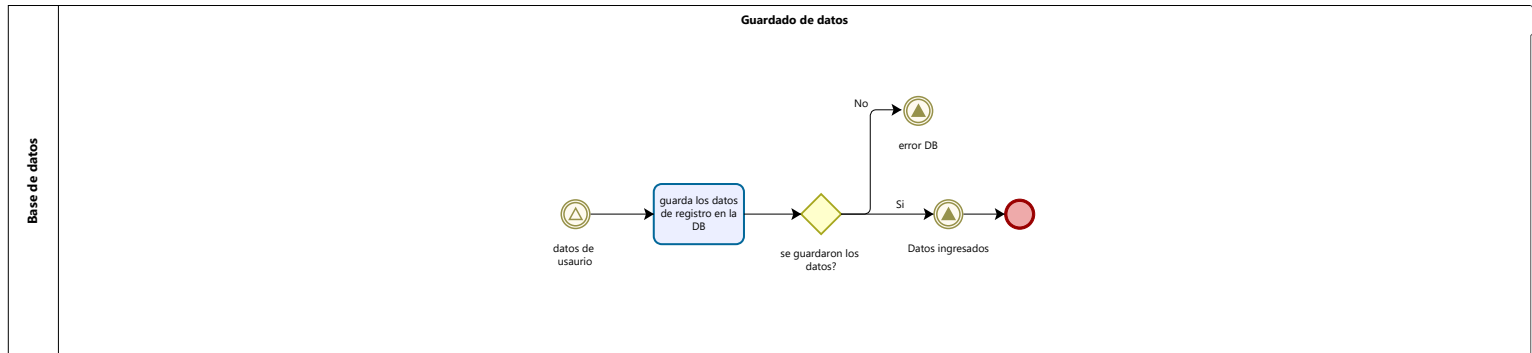 Guardado de datos
Base de datos
No
error DB
guarda los datos
de registro en la
DB
Si
datos de
usaurio
se guardaron los
datos?
Datos ingresados